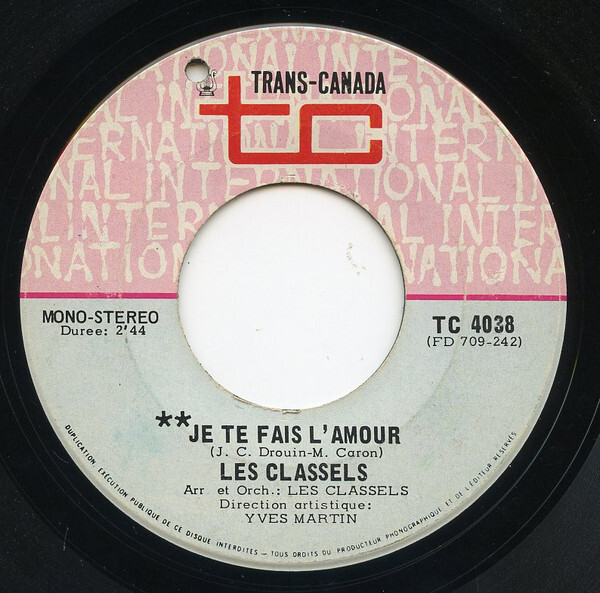 TRANS-CANADA
tc
INTERNATIONAL INTERNATIONAL
MONO-STEREO
Duree: 2'44
TC 4038
(FD 709-242)
**JE TE FAIS L'AMOUR
(J. C. Drouin-M. Caron)
LES CLASSELS
Arr et Orch.: LES CLASSELS
Direction artistique:
YVES MARTIN
DUPLICATION, EXÉCUTION PUBLIQUE DE CE DISQUE INTERDITES — TOUS DROITS DU PRODUCTEUR PHONOGRAPHIQUE ET DE L'ÉDITEUR RÉSERVÉS